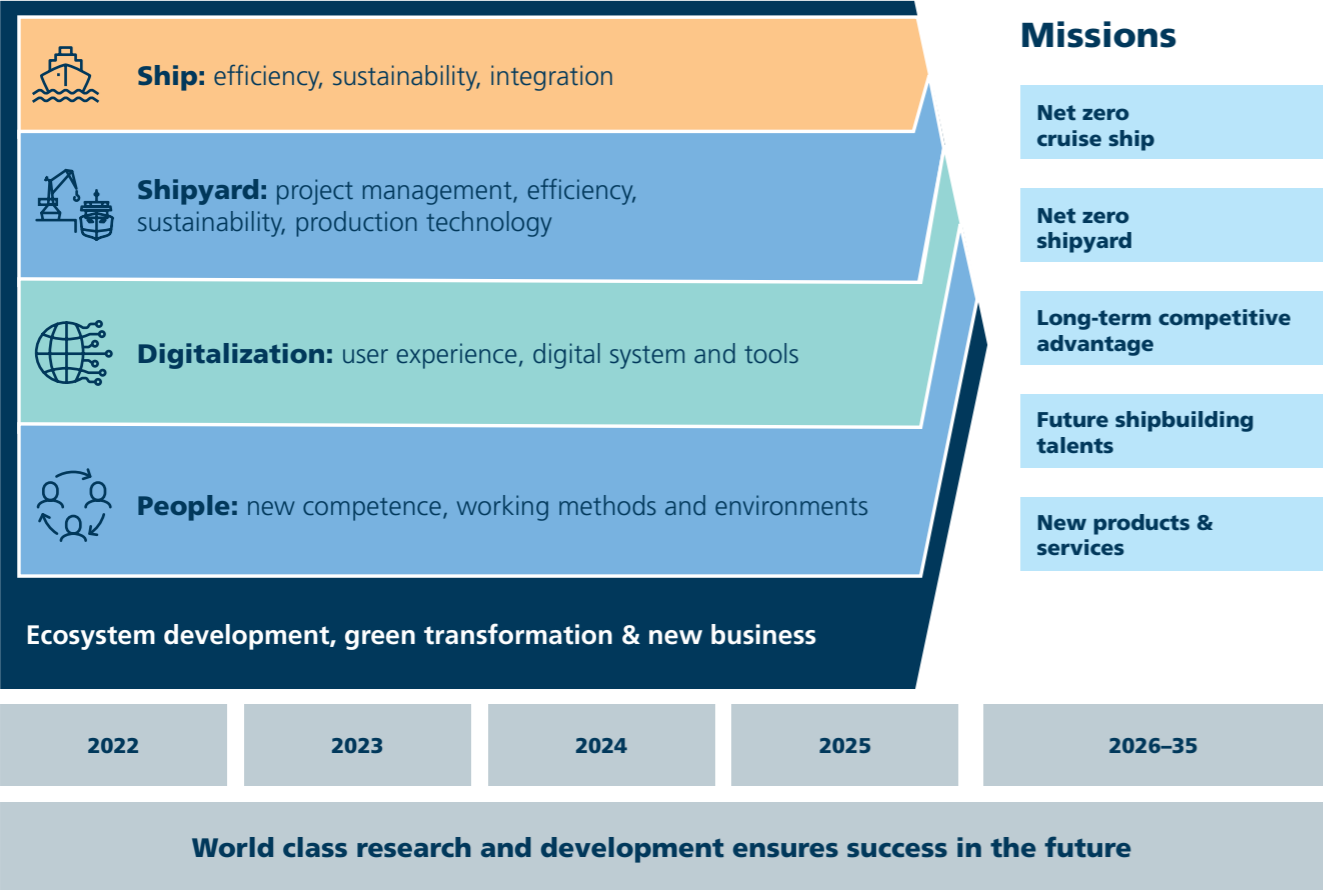 Ship: efficiency, sustainability, integration
Shipyard: project management, efficiency,
sustainability, production technology
Digitalization: user experience, digital system and tools
People: new competence, working methods and environments
Ecosystem development, green transformation & new business
Missions
Net zero
cruise ship
Net zero
shipyard
Long-term competitive
advantage
Future shipbuilding
talents
New products &
services
2022
2023
2024
2025
2026–35
World class research and development ensures success in the future